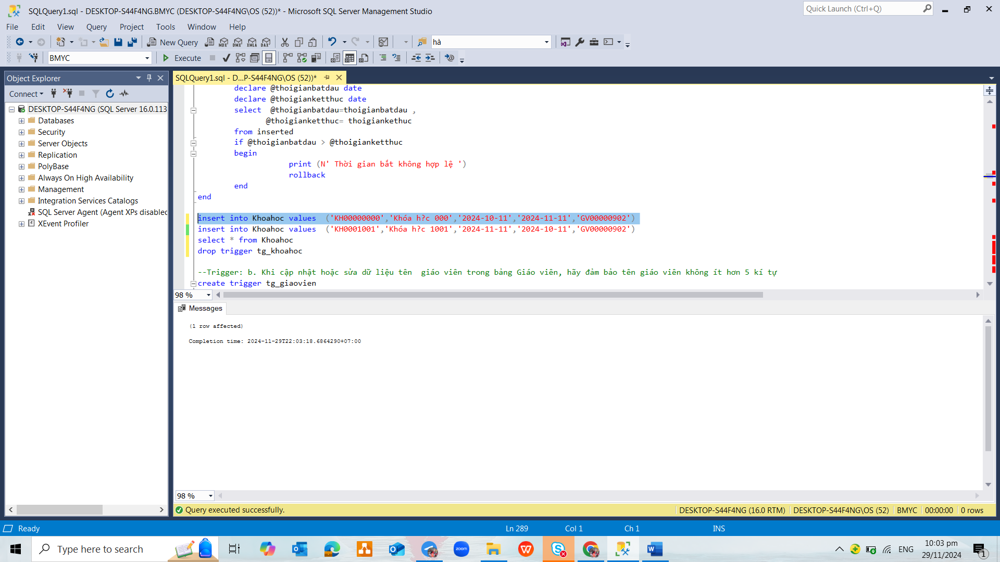 SQLQuery1.sql - DESKTOP-S44F4NG.BMYC (DESKTOP-S44F4NG\OS (52))* - Microsoft SQL Server Management Studio
Quick Launch (Ctrl+Q)
File Edit View Query Project Tools Window Help
New Query MDX DMX XMLA DAX hà
BMYC Execute
Object Explorer
Connect
DESKTOP-S44F4NG (SQL Server 16.0.113
Databases
Security
Server Objects
Replication
PolyBase
Always On High Availability
Management
Integration Services Catalogs
SQL Server Agent (Agent XPs disabled
XEvent Profiler
SQLQuery1.sql - D...P-S44F4NG\OS (52))*
declare @thoigianbatdau date
declare @thoigianketthuc date
select  @thoigianbatdau=thoigianbatdau ,
@thoigianketthuc= thoigiankethuc
from inserted
if @thoigianbatdau > @thoigianketthuc
begin
print (N' Thời gian bắt không hợp lệ ')
rollback
end
end
insert into Khoahoc values  ('KH00000000','Khóa h?c 000','2024-10-11','2024-11-11','GV00000902')
insert into Khoahoc values  ('KH0001001','Khóa h?c 1001','2024-11-11','2024-10-11','GV00000902')
select * from Khoahoc
drop trigger tg_khoahoc
--Trigger: b. Khi cập nhật hoặc sửa dữ liệu tên  giáo viên trong bảng Giáo viên, hãy đảm bảo tên giáo viên không ít hơn 5 kí tự
create trigger tg_giaovien
98 %
Messages
(1 row affected)
Completion time: 2024-11-29T22:03:18.6864290+07:00
98 %
Query executed successfully.
DESKTOP-S44F4NG (16.0 RTM) DESKTOP-S44F4NG\OS (52) BMYC 00:00:00 0 rows
Ready
Ln 289 Col 1 Ch 1 INS
Type here to search
zoom
ENG
10:03 pm
29/11/2024
1